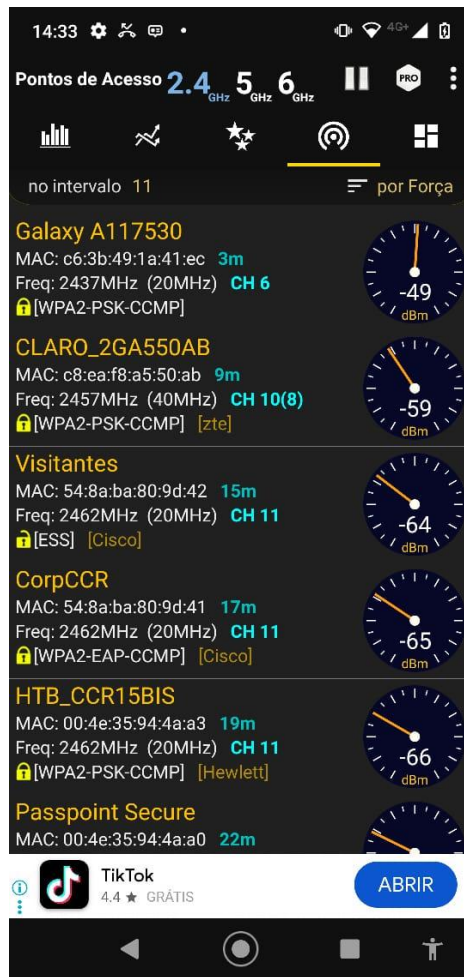 14:33 4G+
Pontos de Acesso 2.4GHz 5GHz 6GHz PRO
no intervalo 11 por Força
Galaxy A117530
MAC: c6:3b:49:1a:41:ec 3m
Freq: 2437MHz (20MHz) CH 6
[WPA2-PSK-CCMP]
-49
dBm
CLARO_2GA550AB
MAC: c8:ea:f8:a5:50:ab 9m
Freq: 2457MHz (40MHz) CH 10(8)
[WPA2-PSK-CCMP] [zte]
-59
dBm
Visitantes
MAC: 54:8a:ba:80:9d:42 15m
Freq: 2462MHz (20MHz) CH 11
[ESS] [Cisco]
-64
dBm
CorpCCR
MAC: 54:8a:ba:80:9d:41 17m
Freq: 2462MHz (20MHz) CH 11
[WPA2-EAP-CCMP] [Cisco]
-65
dBm
HTB_CCR15BIS
MAC: 00:4e:35:94:4a:a3 19m
Freq: 2462MHz (20MHz) CH 11
[WPA2-PSK-CCMP] [Hewlett]
-66
dBm
Passpoint Secure
MAC: 00:4e:35:94:4a:a0 22m
TikTok
4.4 ★ GRÁTIS
ABRIR